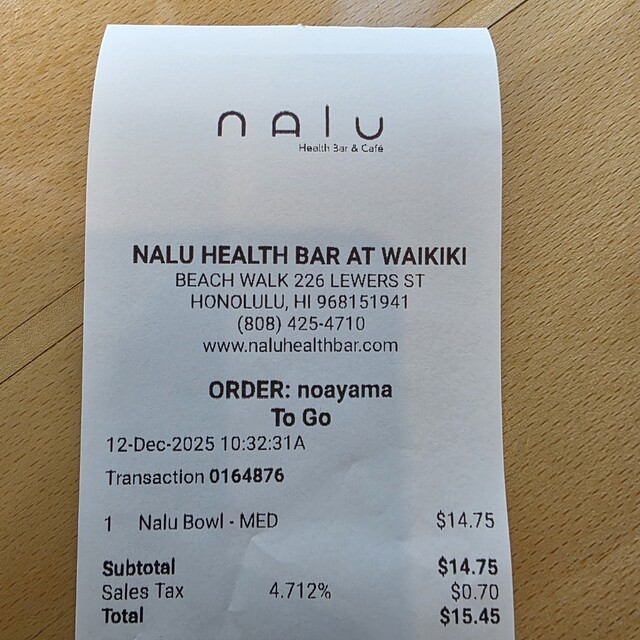 nalu
Health Bar & Café
NALU HEALTH BAR AT WAIKIKI
BEACH WALK 226 LEWERS ST
HONOLULU, HI 968151941
(808) 425-4710
www.naluhealthbar.com
ORDER: noayama
To Go
12-Dec-2025 10:32:31A
Transaction 0164876
1 Nalu Bowl - MED $14.75
Subtotal $14.75
Sales Tax 4.712% $0.70
Total $15.45